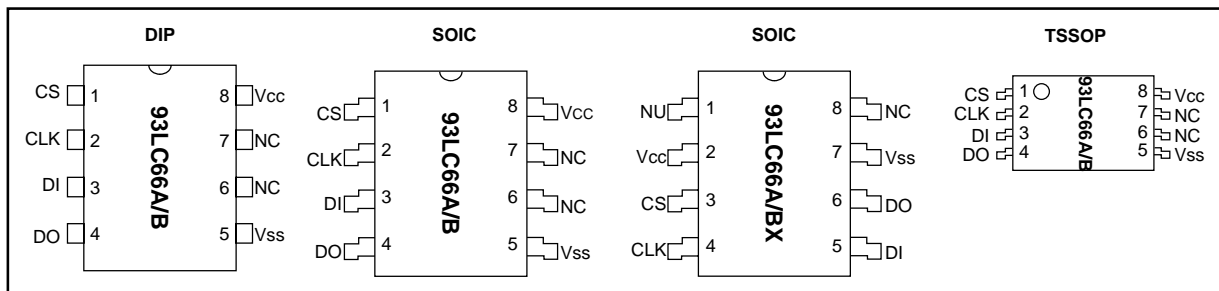 DIP
CS 1 8 Vcc
CLK 2 7 NC
DI 3 6 NC
DO 4 5 Vss
93LC66A/B
SOIC
CS 1 8 Vcc
CLK 2 7 NC
DI 3 6 NC
DO 4 5 Vss
93LC66A/B
SOIC
NU 1 8 NC
Vcc 2 7 Vss
CS 3 6 DO
CLK 4 5 DI
93LC66A/BX
TSSOP
CS 1 8 Vcc
CLK 2 7 NC
DI 3 6 NC
DO 4 5 Vss
93LC66A/B